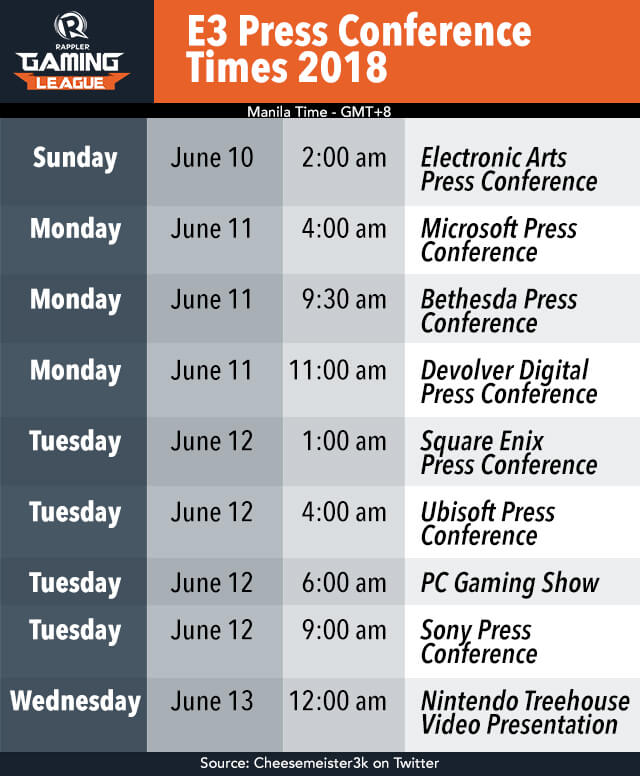 RAPPLER
GAMING
LEAGUE
E3 Press Conference
Times 2018
Manila Time - GMT+8
Sunday June 10 2:00 am Electronic Arts
Press Conference
Monday June 11 4:00 am Microsoft Press
Conference
Monday June 11 9:30 am Bethesda Press
Conference
Monday June 11 11:00 am Devolver Digital
Press Conference
Tuesday June 12 1:00 am Square Enix
Press Conference
Tuesday June 12 4:00 am Ubisoft Press
Conference
Tuesday June 12 6:00 am PC Gaming Show
Tuesday June 12 9:00 am Sony Press
Conference
Wednesday June 13 12:00 am Nintendo Treehouse
Video Presentation
Source: Cheesemeister3k on Twitter